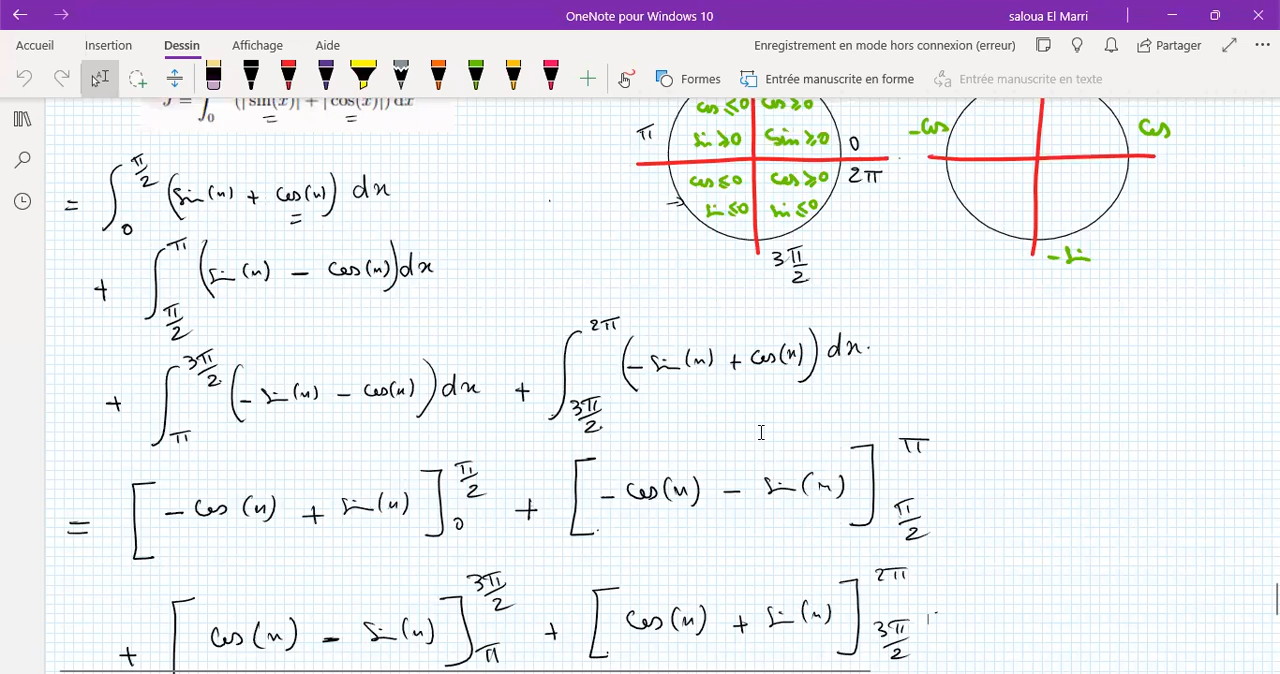 OneNote pour Windows 10
saloua El Marri
Accueil Insertion Dessin Affichage Aide
Enregistrement en mode hors connexion (erreur)
Partager
Formes
Entrée manuscrite en forme
Entrée manuscrite en texte
J = ∫₀ (|sin(x)| + |cos(x)|) dx
cos ≤0 cos ≥0
π sin ≥0 sin ≥0 0
cos ≤0 cos ≥0 2π
sin ≤0 sin ≤0
3π/2
-cos cos
-sin
= ∫_0^{π/2} (sin(x) + cos(x)) dx
+ ∫_{π/2}^{π} (sin(x) - cos(x)) dx
+ ∫_{π}^{3π/2} (-sin(x) - cos(x)) dx + ∫_{3π/2}^{2π} (-sin(x) + cos(x)) dx.
= [-cos(x) + sin(x)]_0^{π/2} + [-cos(x) - sin(x)]_{π/2}^{π}
+ [cos(x) - sin(x)]_{π}^{3π/2} + [cos(x) + sin(x)]_{3π/2}^{2π}